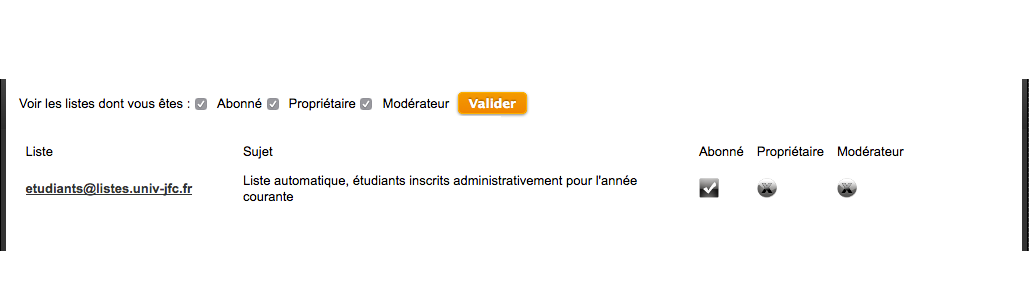 Voir les listes dont vous êtes : Abonné Propriétaire Modérateur Valider
Liste Sujet Abonné Propriétaire Modérateur
etudiants@listes.univ-jfc.fr Liste automatique, étudiants inscrits administrativement pour l'année
courante